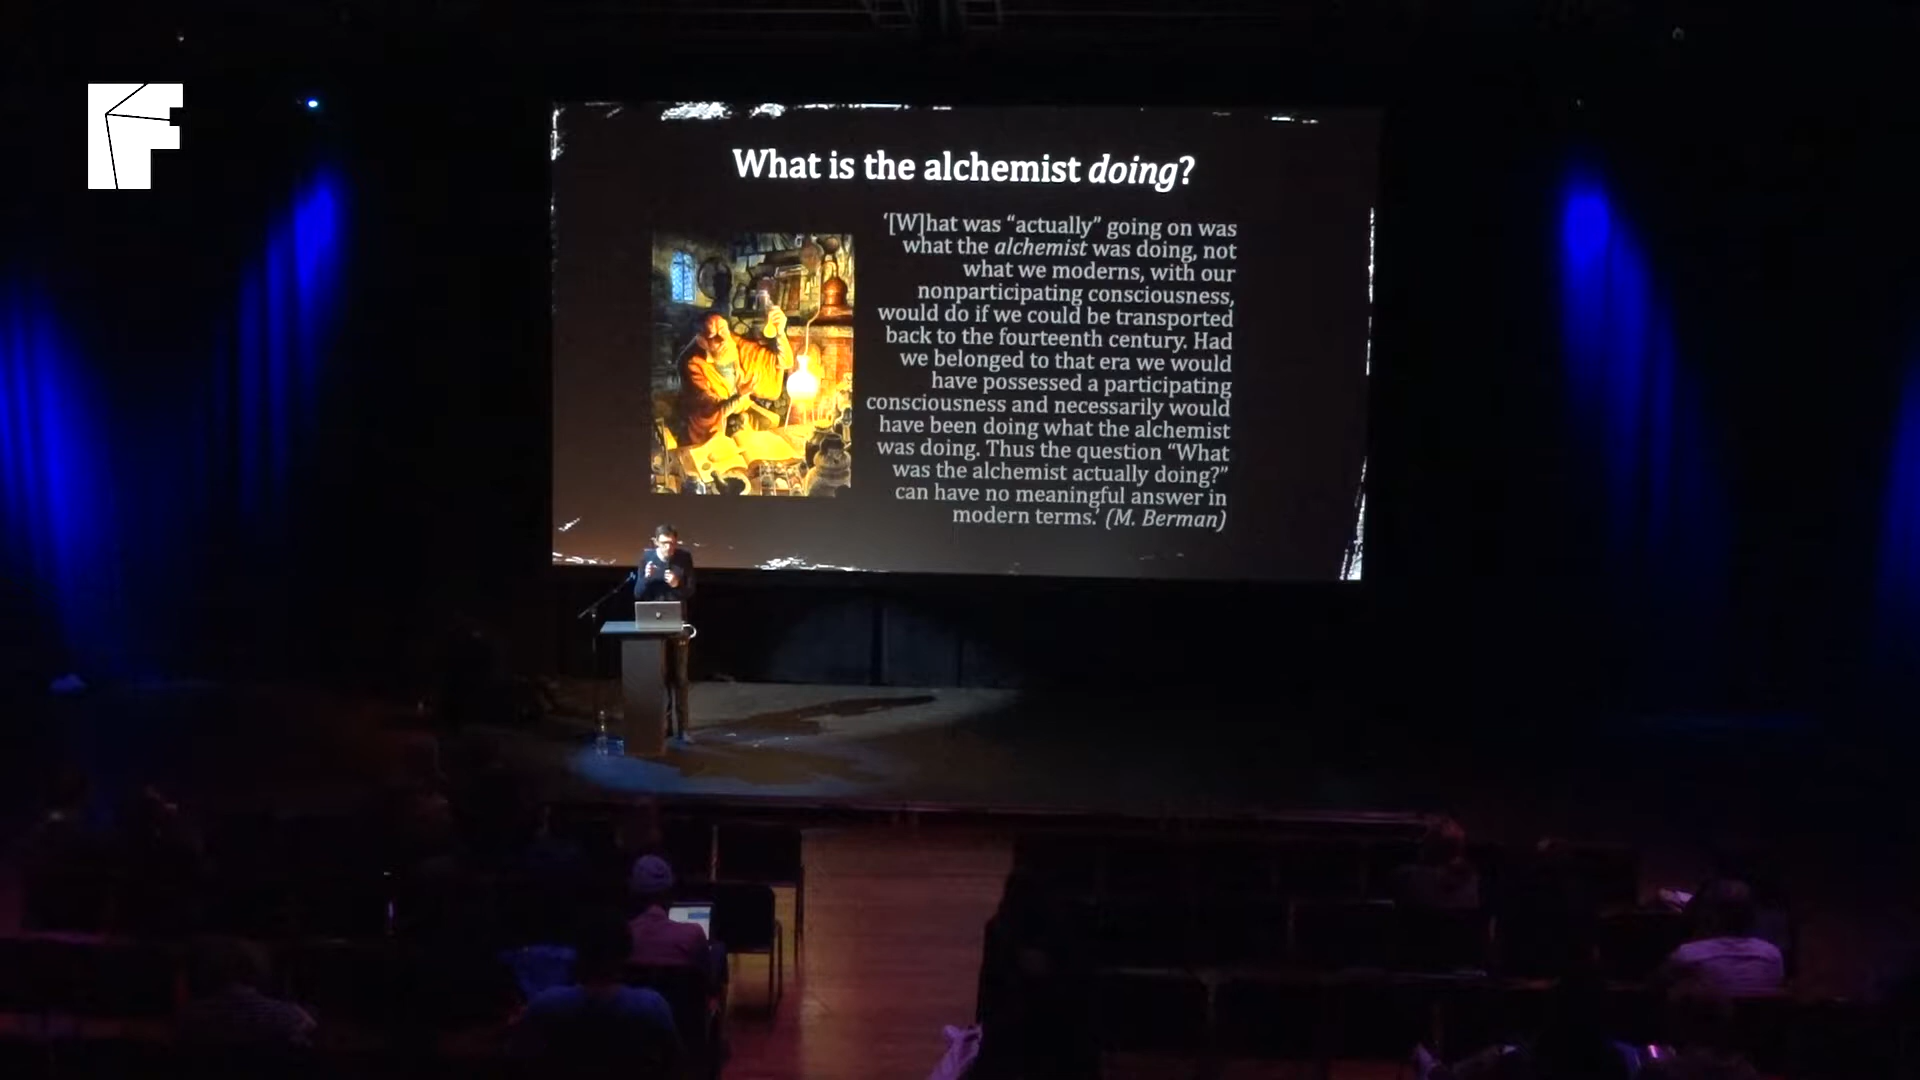 What is the alchemist doing?
‘[W]hat was “actually” going on was
what the alchemist was doing, not
what we moderns, with our
nonparticipating consciousness,
would do if we could be transported
back to the fourteenth century. Had
we belonged to that era we would
have possessed a participating
consciousness and necessarily would
have been doing what the alchemist
was doing. Thus the question “What
was the alchemist actually doing?”
can have no meaningful answer in
modern terms.’ (M. Berman)